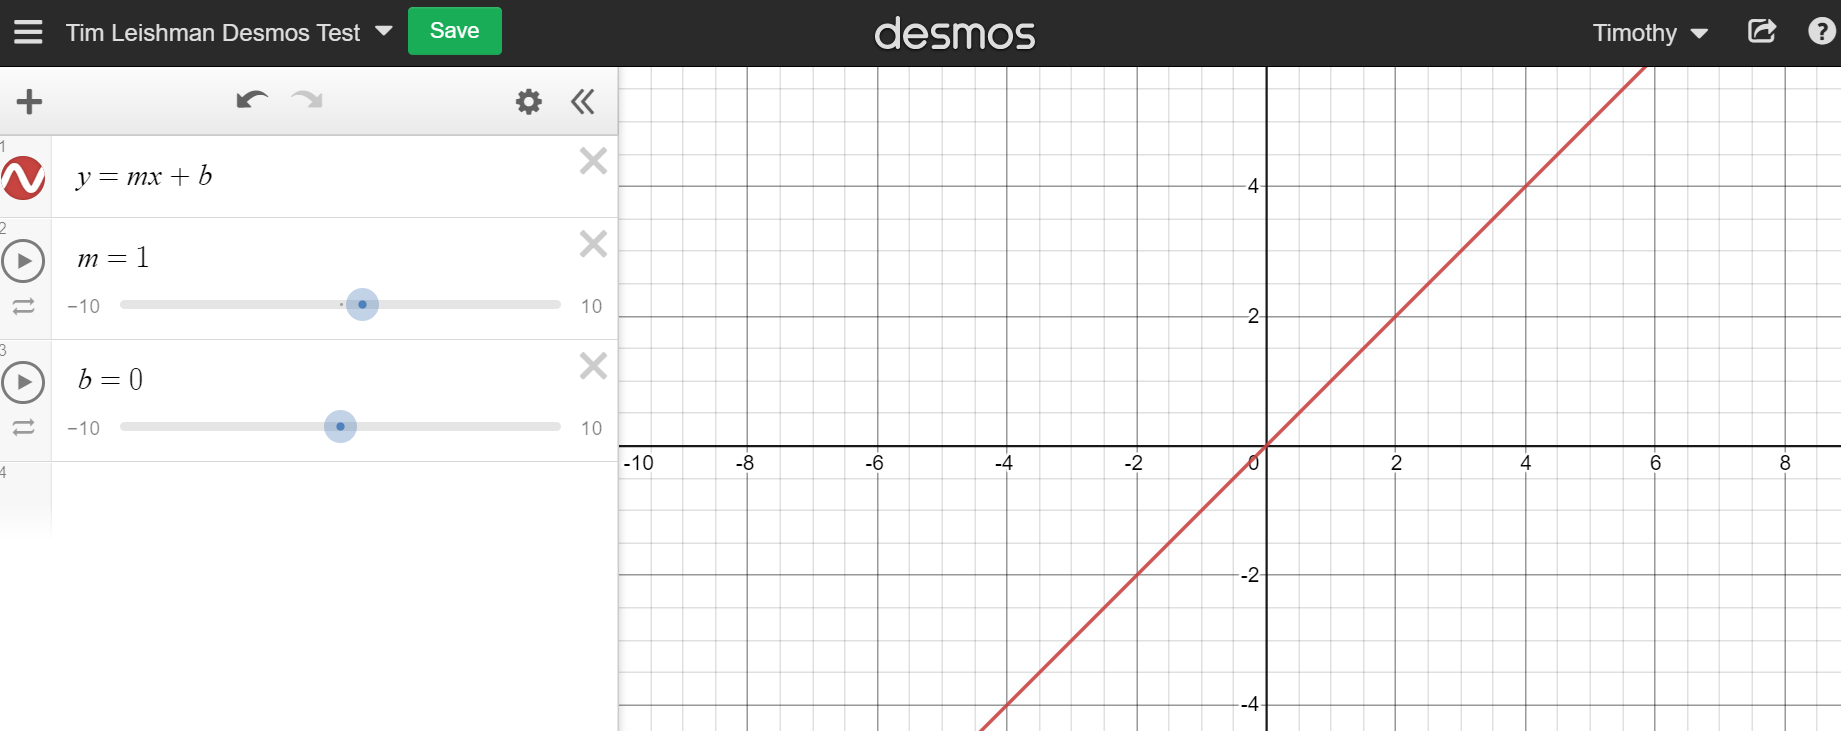 Tim Leishman Desmos Test
Save
desmos
Timothy
?
1
y = mx + b
2
m = 1
−10
10
3
b = 0
−10
10
4
4
2
-10 -8 -6 -4 -2 0 2 4 6 8
-2
-4